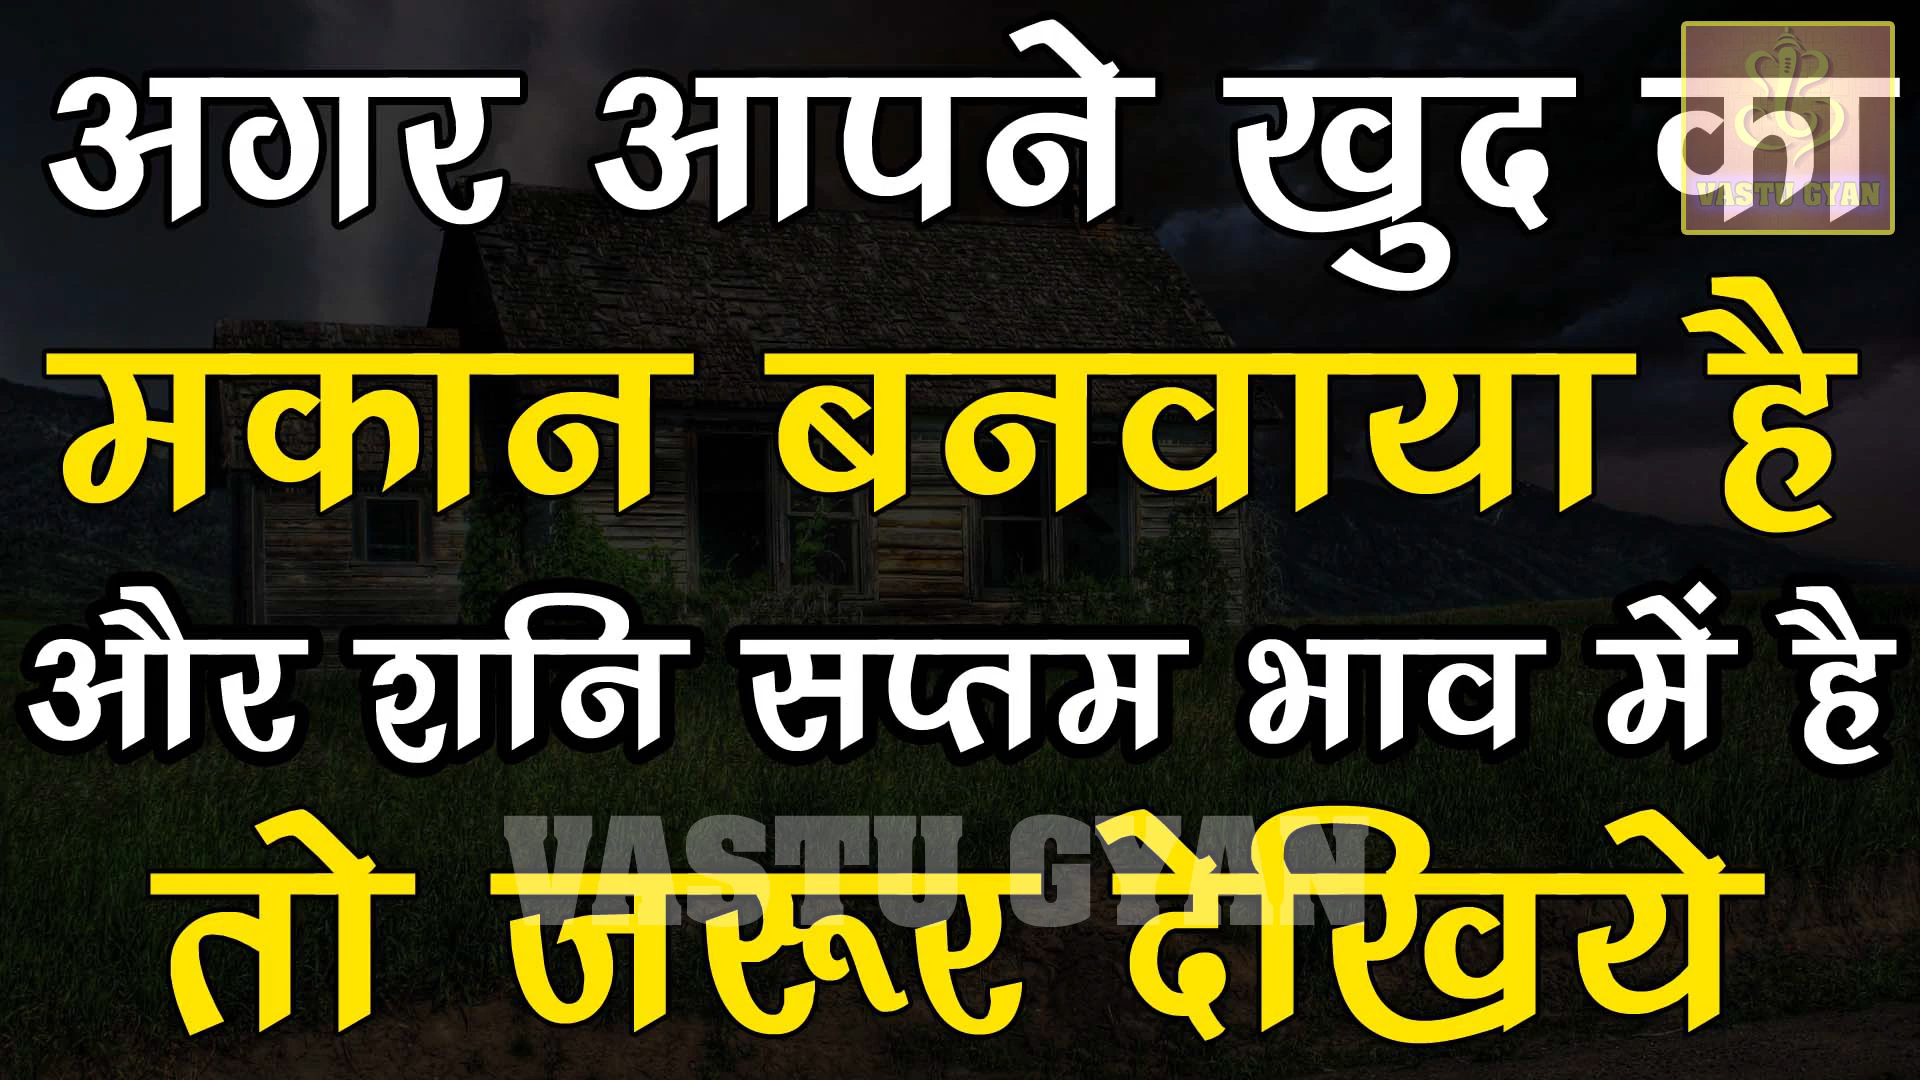 अगर आपने खुद का
VASTU GYAN
मकान बनवाया है
और शनि सप्तम भाव में है
VASTU GYAN
तो जरूर देखिये